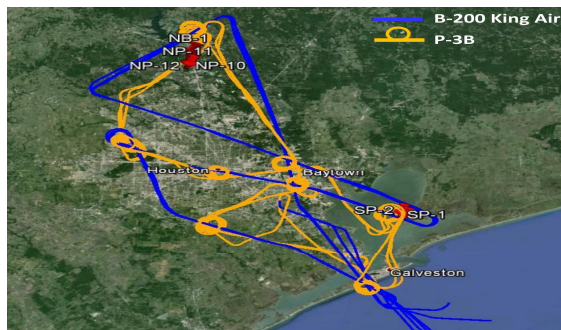 B-200 King Air
P-3B
NB-1
NP-11
NP-12 NP-10
Houston
Baytown
SP-2 SP-1
Galveston